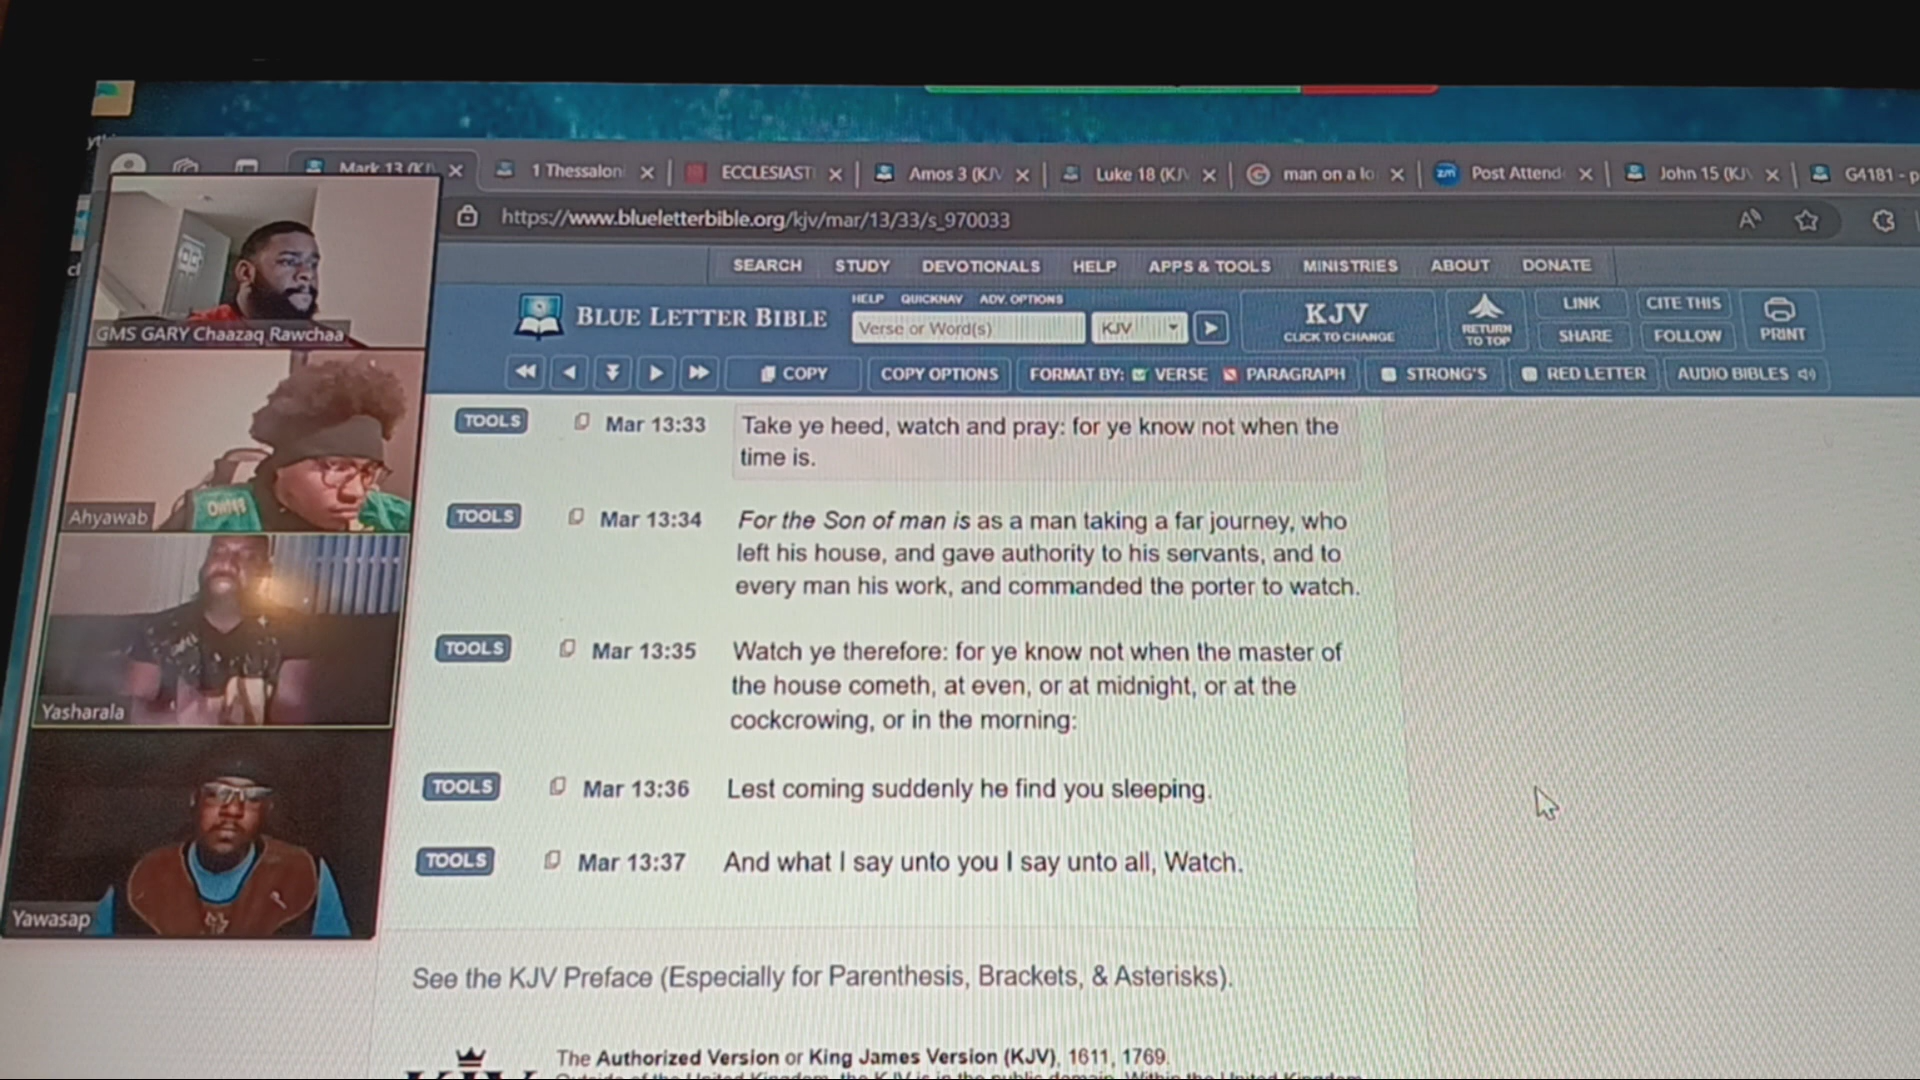 Mark 13 (KJV
1 Thessaloni
ECCLESIAST
Amos 3 (KJV
Luke 18 (KJV
man on a lo
Post Attend
John 15 (KJV
G4181 - p
https://www.blueletterbible.org/kjv/mar/13/33/s_970033
SEARCH STUDY DEVOTIONALS HELP APPS & TOOLS MINISTRIES ABOUT DONATE
BLUE LETTER BIBLE
HELP QUICKNAV ADV. OPTIONS
Verse or Word(s)
KJV
KJV
CLICK TO CHANGE
RETURN
TO TOP
LINK
CITE THIS
SHARE
FOLLOW
PRINT
COPY
COPY OPTIONS
FORMAT BY: VERSE PARAGRAPH
STRONG'S
RED LETTER
AUDIO BIBLES
GMS GARY Chaazaq Rawchaa
Ahyawab
Yasharala
Yawasap
TOOLS Mar 13:33 Take ye heed, watch and pray: for ye know not when the
time is.
TOOLS Mar 13:34 For the Son of man is as a man taking a far journey, who
left his house, and gave authority to his servants, and to
every man his work, and commanded the porter to watch.
TOOLS Mar 13:35 Watch ye therefore: for ye know not when the master of
the house cometh, at even, or at midnight, or at the
cockcrowing, or in the morning:
TOOLS Mar 13:36 Lest coming suddenly he find you sleeping.
TOOLS Mar 13:37 And what I say unto you I say unto all, Watch.
See the KJV Preface (Especially for Parenthesis, Brackets, & Asterisks).
The Authorized Version or King James Version (KJV), 1611, 1769.